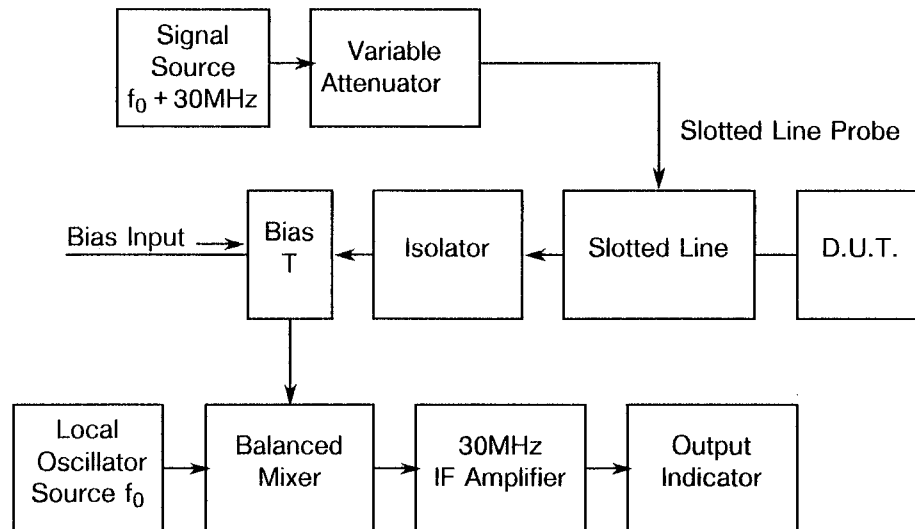 Signal
Source
f₀ + 30MHz
Variable
Attenuator
Slotted Line Probe
Bias Input
Bias
T
Isolator
Slotted Line
D.U.T.
Local
Oscillator
Source f₀
Balanced
Mixer
30MHz
IF Amplifier
Output
Indicator